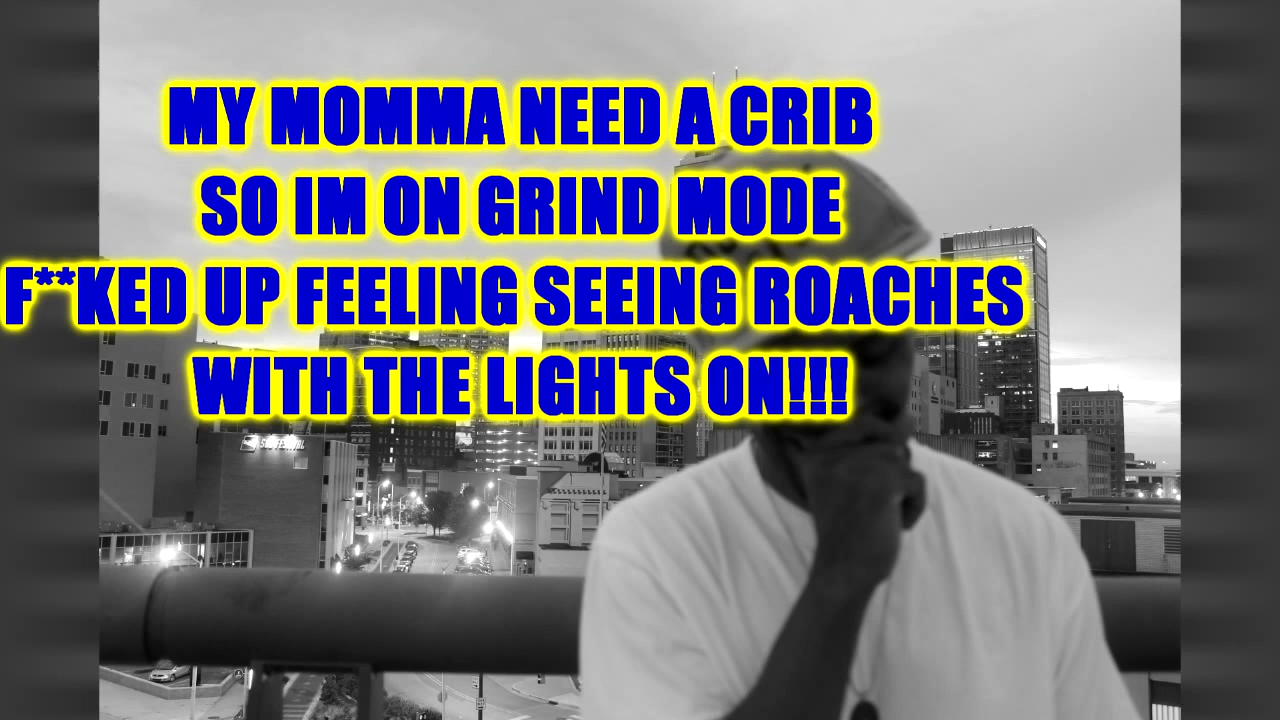 MY MOMMA NEED A CRIB
SO IM ON GRIND MODE
F**KED UP FEELING SEEING ROACHES
WITH THE LIGHTS ON!!!